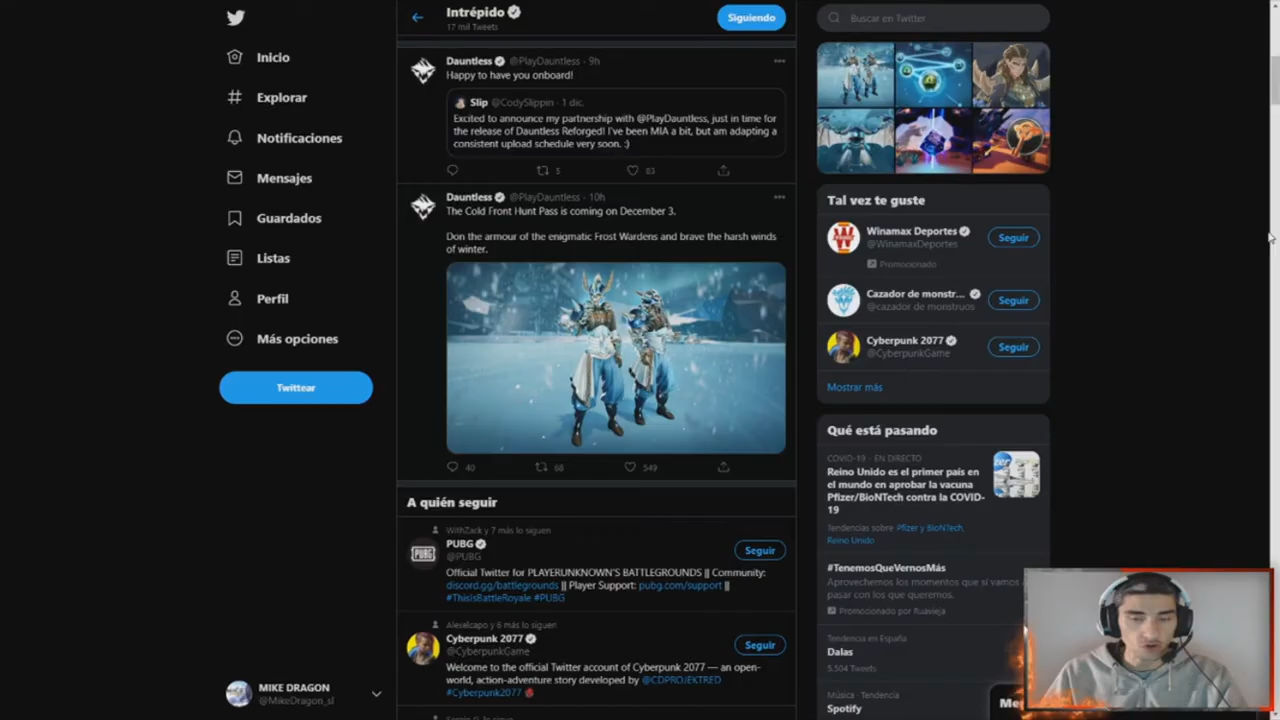 Inicio
Explorar
Notificaciones
Mensajes
Guardados
Listas
Perfil
Más opciones
Twittear
MIKE DRAGON
@MikeDragon_sl
Intrépido
17 mil Tweets
Siguiendo
Dauntless @PlayDauntless · 9h
Happy to have you onboard!
Slip @CodySlippin · 1 dic.
Excited to announce my partnership with @PlayDauntless, just in time for
the release of Dauntless Reforged! I've been MIA a bit, but am adapting a
consistent upload schedule very soon. :)
5
83
Dauntless @PlayDauntless · 10h
The Cold Front Hunt Pass is coming on December 3.
Don the armour of the enigmatic Frost Wardens and brave the harsh winds
of winter.
40
68
549
A quién seguir
WithZack y 7 más lo siguen
PUBG
@PUBG
Seguir
Official Twitter for PLAYERUNKNOWN'S BATTLEGROUNDS || Community:
discord.gg/battlegrounds || Player Support: pubg.com/support ||
#ThisIsBattleRoyale #PUBG
Aleselcapo y 6 más lo siguen
Cyberpunk 2077
@CyberpunkGame
Seguir
Welcome to the official Twitter account of Cyberpunk 2077 — an open-
world, action-adventure story developed by @CDPROJEKTRED
#Cyberpunk2077
Buscar en Twitter
Tal vez te guste
Winamax Deportes
@WinamaxDeportes
Seguir
Promocionado
Cazador de monstr...
@cazador de monstruos
Seguir
Cyberpunk 2077
@CyberpunkGame
Seguir
Mostrar más
Qué está pasando
COVID-19 · EN DIRECTO
Reino Unido es el primer país en
el mundo en aprobar la vacuna
Pfizer/BioNTech contra la COVID-
19
Tendencias sobre Pfizer y BioNTech,
Reino Unido
#TenemosQueVernosMás
Aprovechemos los momentos que sí vamos a
pasar con los que queremos.
Promocionado por Ruavieja
Tendencia en España
Dalas
5.504 Tweets
Música · Tendencia
Spotify